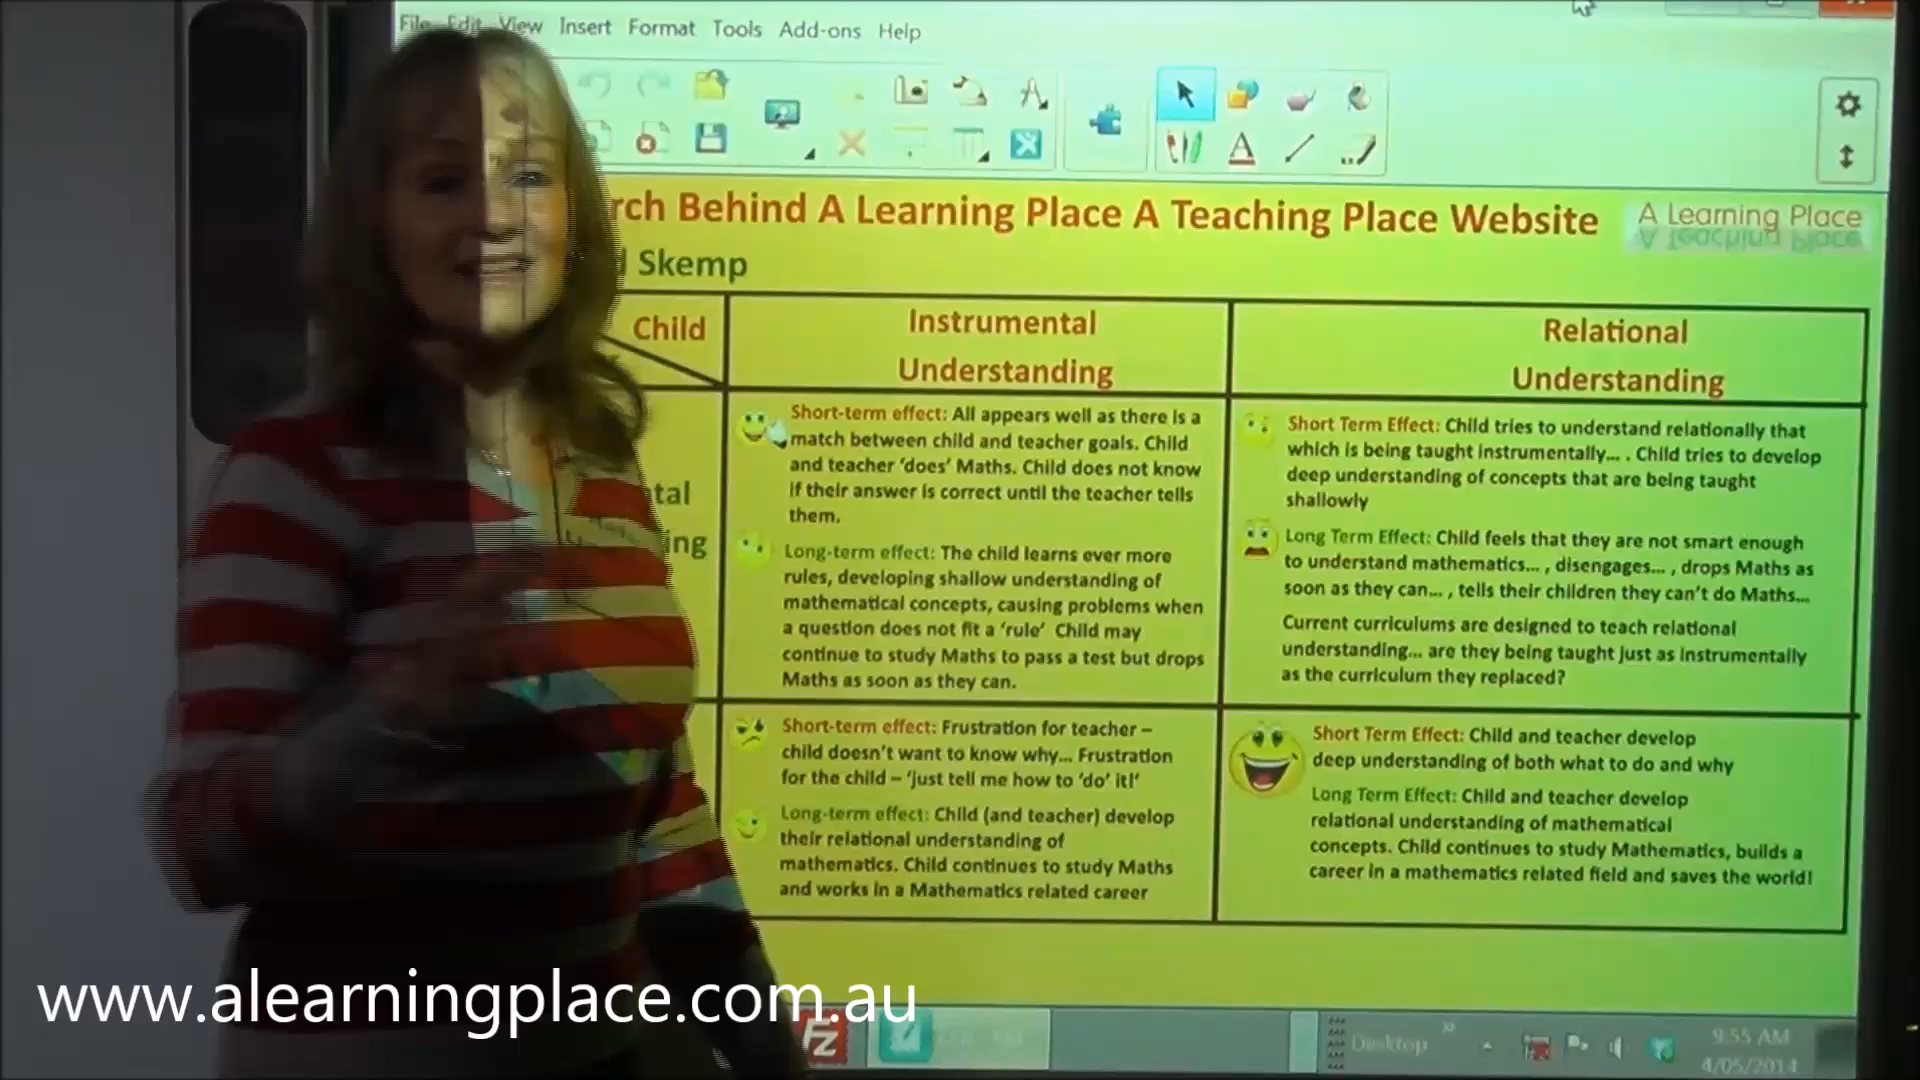 File Edit View Insert Format Tools Add-ons Help
rch Behind A Learning Place A Teaching Place Website
A Learning Place
A Teaching Place
Skemp
Child
Instrumental
Understanding
Relational
Understanding
tal
ing
Short-term effect: All appears well as there is a
match between child and teacher goals. Child
and teacher ‘does’ Maths. Child does not know
if their answer is correct until the teacher tells
them.
Long-term effect: The child learns ever more
rules, developing shallow understanding of
mathematical concepts, causing problems when
a question does not fit a ‘rule’ Child may
continue to study Maths to pass a test but drops
Maths as soon as they can.
Short Term Effect: Child tries to understand relationally that
which is being taught instrumentally... . Child tries to develop
deep understanding of concepts that are being taught
shallowly
Long Term Effect: Child feels that they are not smart enough
to understand mathematics... , disengages... , drops Maths as
soon as they can... , tells their children they can’t do Maths...
Current curriculums are designed to teach relational
understanding... are they being taught just as instrumentally
as the curriculum they replaced?
Short-term effect: Frustration for teacher –
child doesn’t want to know why... Frustration
for the child – ‘just tell me how to ‘do’ it!’
Long-term effect: Child (and teacher) develop
their relational understanding of
mathematics. Child continues to study Maths
and works in a Mathematics related career
Short Term Effect: Child and teacher develop
deep understanding of both what to do and why
Long Term Effect: Child and teacher develop
relational understanding of mathematical
concepts. Child continues to study Mathematics, builds a
career in a mathematics related field and saves the world!
www.alearningplace.com.au
FZ
Desktop
9:55 AM
4/05/2014